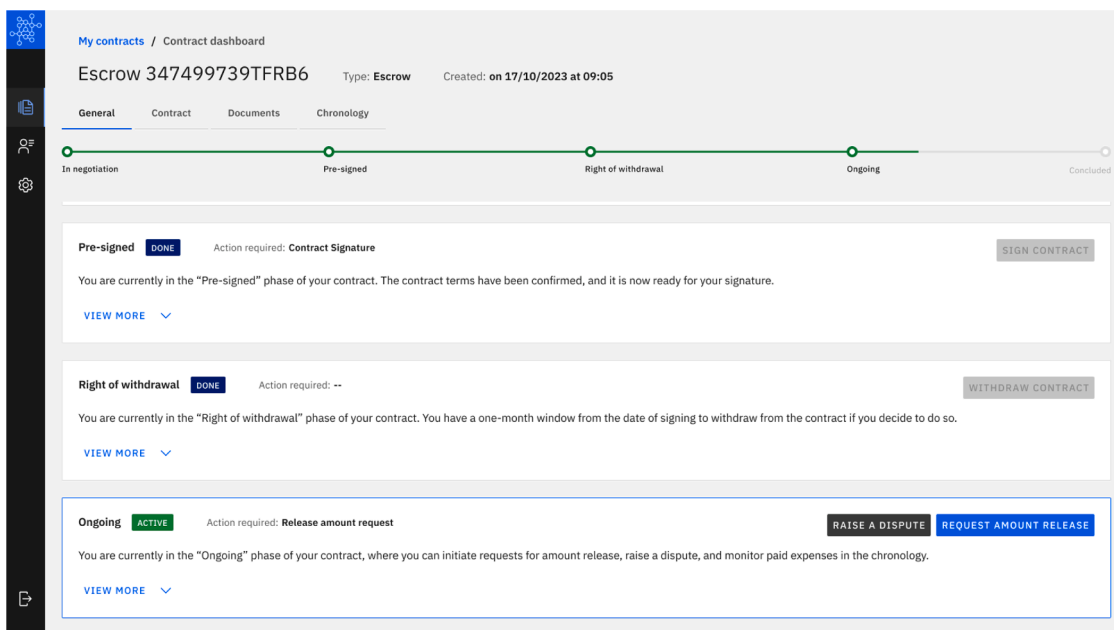 My contracts / Contract dashboard
Escrow 347499739TFRB6 Type: Escrow Created: on 17/10/2023 at 09:05
General Contract Documents Chronology
In negotiation Pre-signed Right of withdrawal Ongoing Concluded
Pre-signed DONE Action required: Contract Signature SIGN CONTRACT
You are currently in the “Pre-signed” phase of your contract. The contract terms have been confirmed, and it is now ready for your signature.
VIEW MORE
Right of withdrawal DONE Action required: -- WITHDRAW CONTRACT
You are currently in the “Right of withdrawal” phase of your contract. You have a one-month window from the date of signing to withdraw from the contract if you decide to do so.
VIEW MORE
Ongoing ACTIVE Action required: Release amount request RAISE A DISPUTE REQUEST AMOUNT RELEASE
You are currently in the “Ongoing” phase of your contract, where you can initiate requests for amount release, raise a dispute, and monitor paid expenses in the chronology.
VIEW MORE